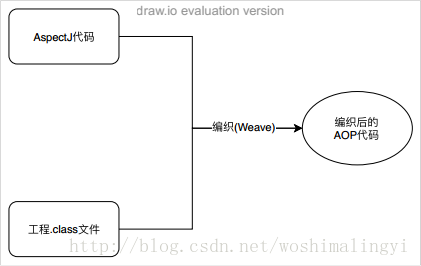 draw.io evaluation version
AspectJ代码
编织(Weave)
编织后的
AOP代码
工程.class文件
http://blog.csdn.net/woshimalingyi